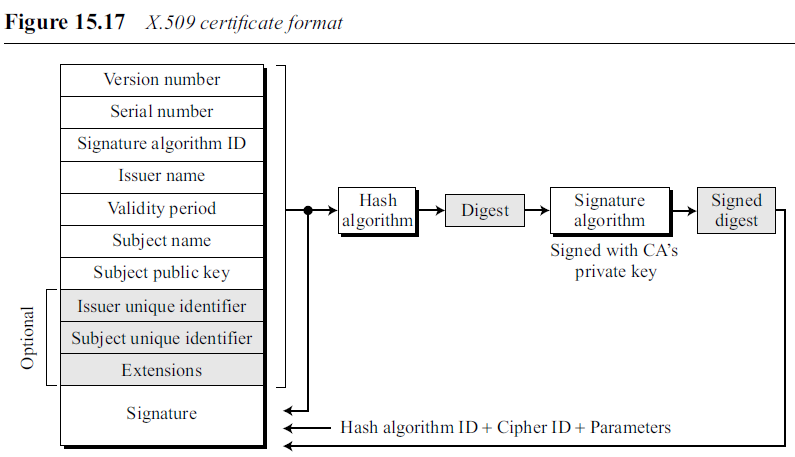 Figure 15.17 X.509 certificate format
Version number
Serial number
Signature algorithm ID
Issuer name
Validity period
Subject name
Subject public key
Optional
Issuer unique identifier
Subject unique identifier
Extensions
Signature
Hash
algorithm
Digest
Signature
algorithm
Signed with CA's
private key
Signed
digest
Hash algorithm ID + Cipher ID + Parameters